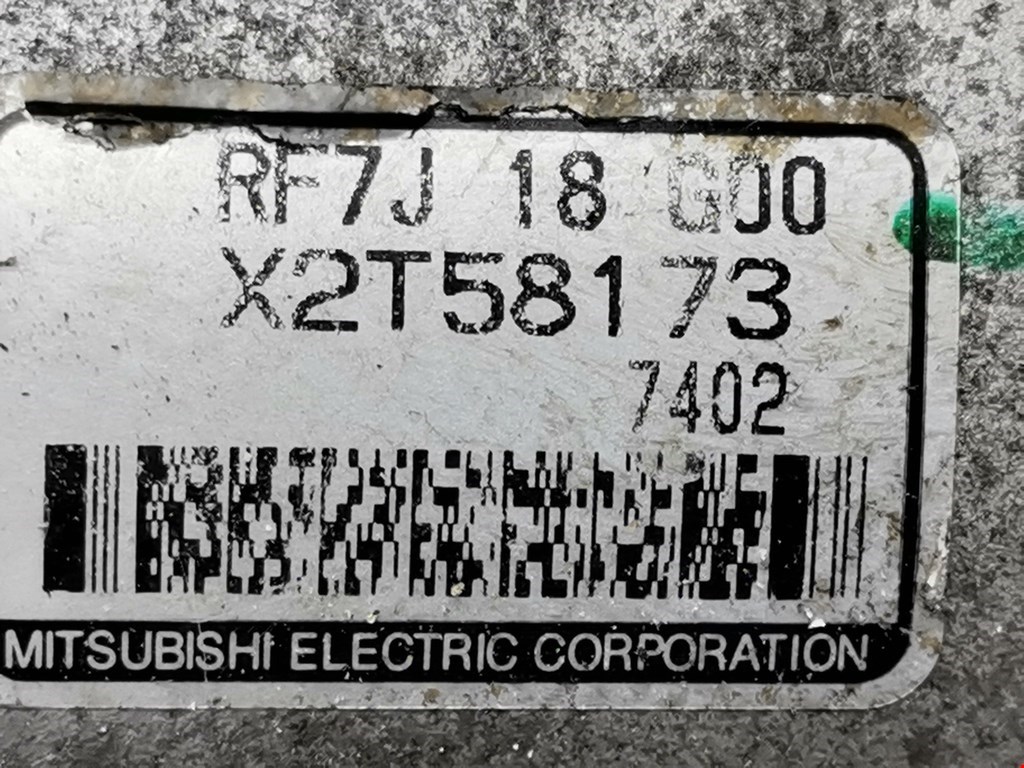 RF7J 18 G00
X2T58173
7402
MITSUBISHI ELECTRIC CORPORATION